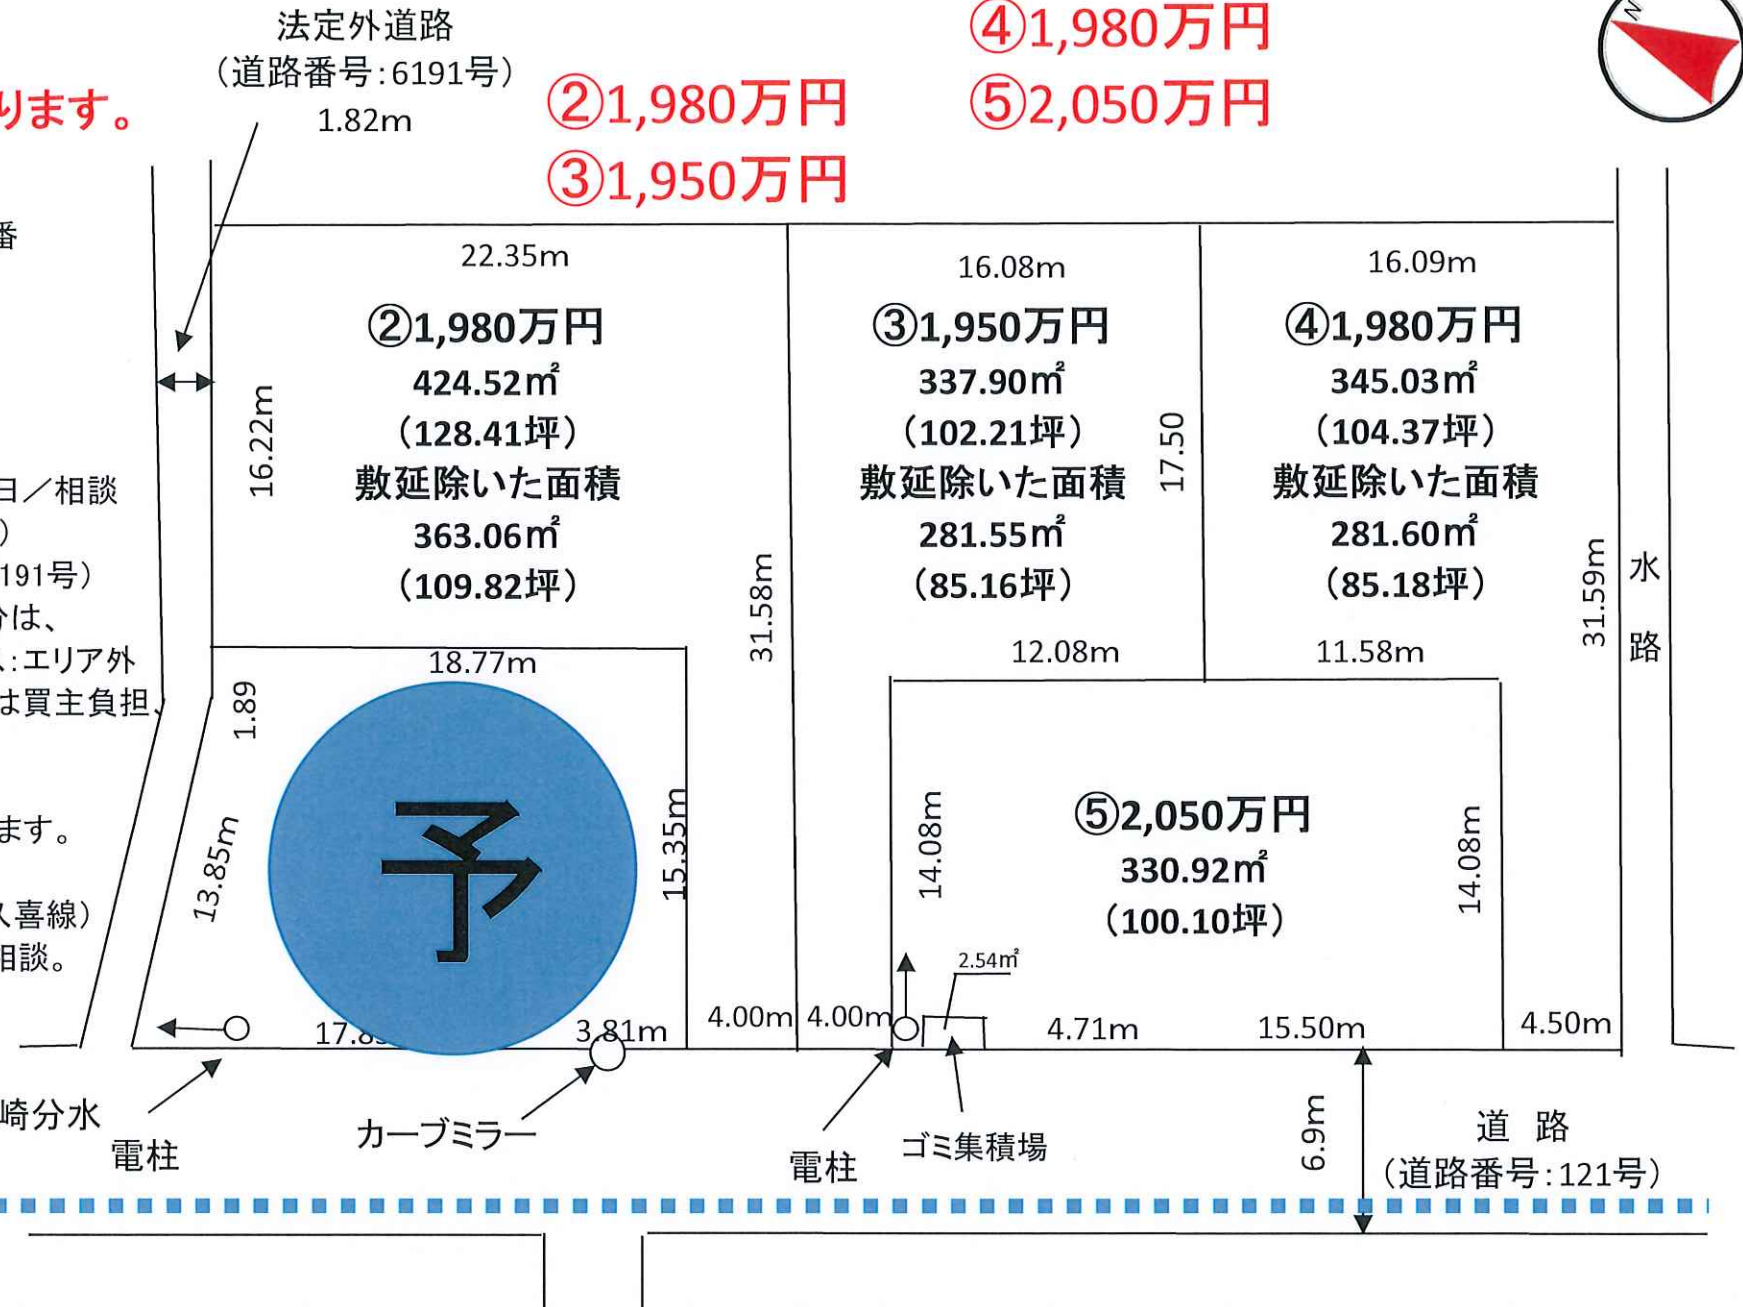 法定外道路
（道路番号：6191号）
1.82m
④1,980万円
②1,980万円
⑤2,050万円
③1,950万円
ります。
番
日／相談
）
191号）
分は、
：エリア外
は買主負担、
ます。
久喜線）
相談。
崎分水
N
22.35m
16.08m
16.09m
②1,980万円
424.52㎡
（128.41坪）
敷延除いた面積
363.06㎡
（109.82坪）
16.22m
③1,950万円
337.90㎡
（102.21坪）
敷延除いた面積
281.55㎡
（85.16坪）
17.50
④1,980万円
345.03㎡
（104.37坪）
敷延除いた面積
281.60㎡
（85.18坪）
31.58m
31.59m
水路
18.77m
12.08m
11.58m
1.89
13.85m
予
15.35m
14.08m
⑤2,050万円
330.92㎡
（100.10坪）
14.08m
2.54㎡
17.8
3.81m
4.00m
4.00m
4.71m
15.50m
4.50m
電柱
カーブミラー
電柱
ゴミ集積場
6.9m
道 路
（道路番号：121号）